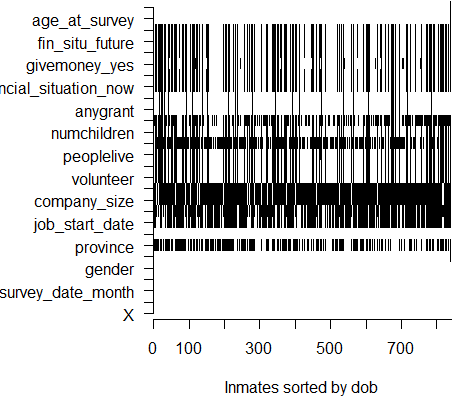 age_at_survey
fin_situ_future
givemoney_yes
ncial_situation_now
anygrant
numchildren
peoplelive
volunteer
company_size
job_start_date
province
gender
survey_date_month
X
0 100 300 500 700
Inmates sorted by dob